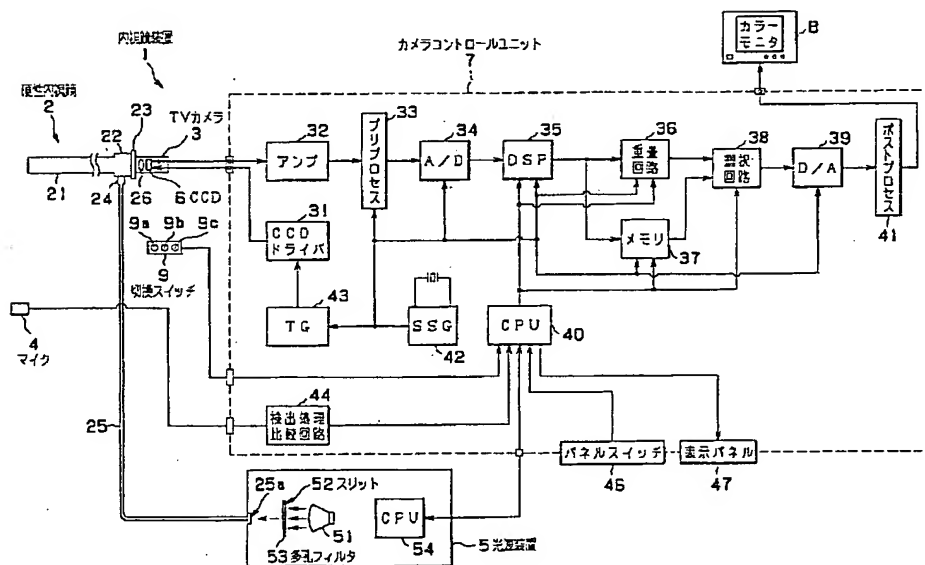 内視鏡装置
1
硬性内視鏡
2
21
22
23
24
26
TVカメラ
3
6 CCD
9a
9b
9c
9
切換スイッチ
4
マイク
25
カメラコントロールユニット
7
カラー
モニタ
8
32
アンプ
33
プリプロセス
34
A/D
35
DSP
36
重畳
回路
メモリ
37
38
選択
回路
39
D/A
ポストプロセス
41
31
CCD
ドライバ
43
TG
SSG
42
CPU
40
44
検出処理
比較回路
パネルスイッチ
46
表示パネル
47
25a
52スリット
51
53多孔フィルタ
CPU
54
5光源装置